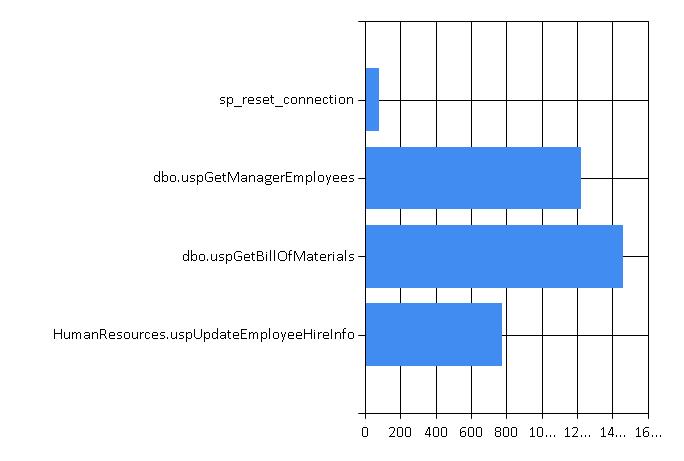 sp_reset_connection
dbo.uspGetManagerEmployees
dbo.uspGetBillOfMaterials
HumanResources.uspUpdateEmployeeHireInfo
0 200 400 600 800 10... 12... 14... 16...